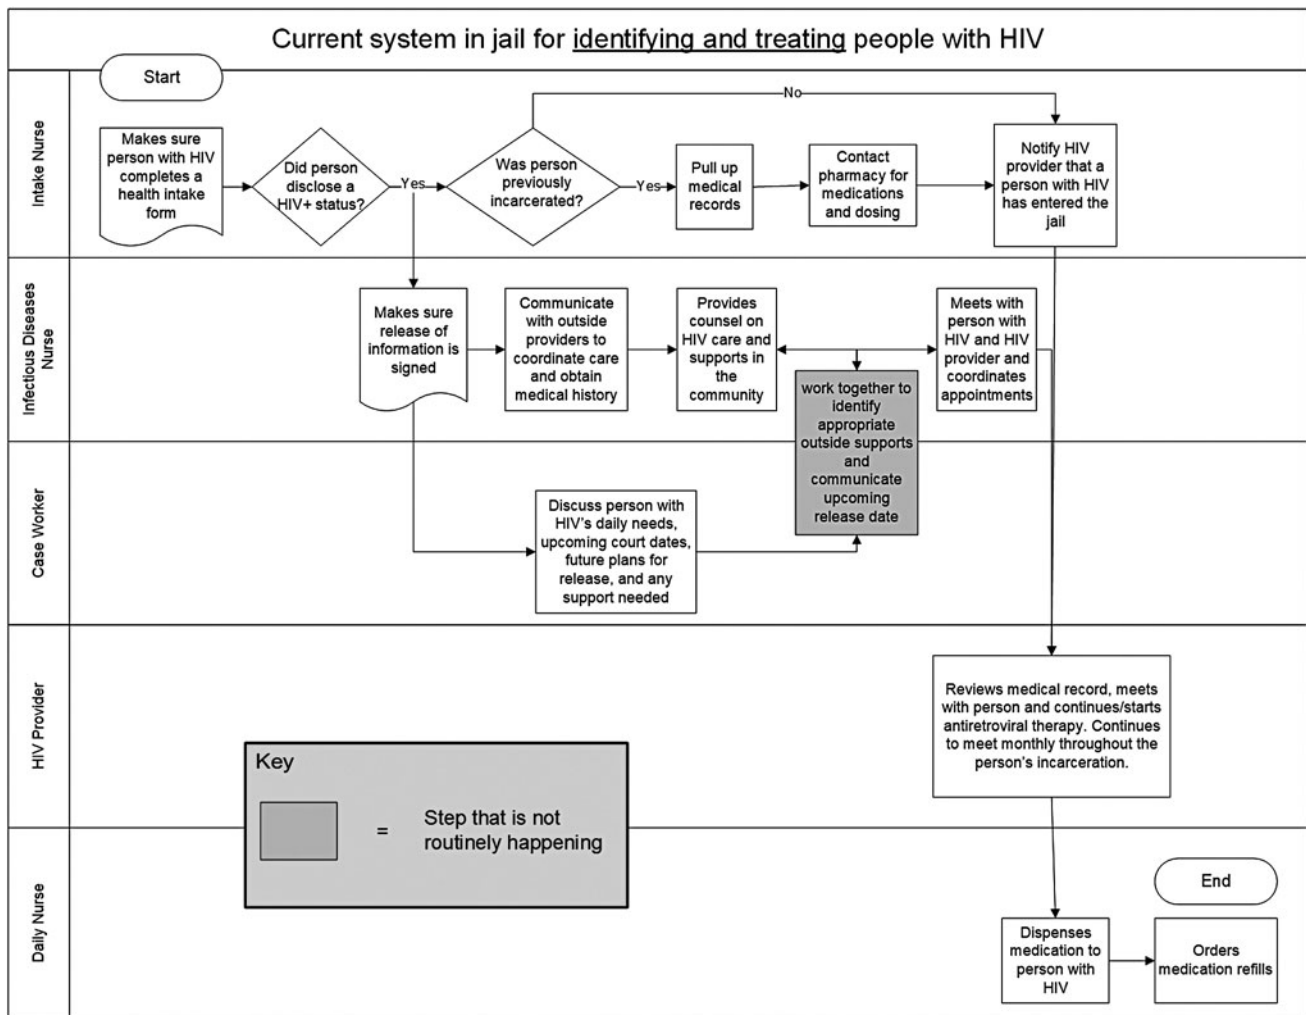 Current system in jail for identifying and treating people with HIV
Intake Nurse
Start
Makes sure
person with HIV
completes a
health intake
form
Did person
disclose a
HIV+ status?
Yes
Was person
previously
incarcerated?
No
Yes
Pull up
medical
records
Contact
pharmacy for
medications
and dosing
Notify HIV
provider that a
person with HIV
has entered the
jail
Infectious Diseases
Nurse
Makes sure
release of
information is
signed
Communicate
with outside
providers to
coordinate care
and obtain
medical history
Provides
counsel on
HIV care and
supports in
the
community
work together to
identify
appropriate
outside supports
and
communicate
upcoming
release date
Meets with
person with
HIV and HIV
provider and
coordinates
appointments
Case Worker
Discuss person with
HIV's daily needs,
upcoming court dates,
future plans for
release, and any
support needed
HIV Provider
Reviews medical record, meets
with person and continues/starts
antiretroviral therapy. Continues
to meet monthly throughout the
person's incarceration.
Key
=
Step that is not
routinely happening
Daily Nurse
Dispenses
medication to
person with
HIV
End
Orders
medication refills